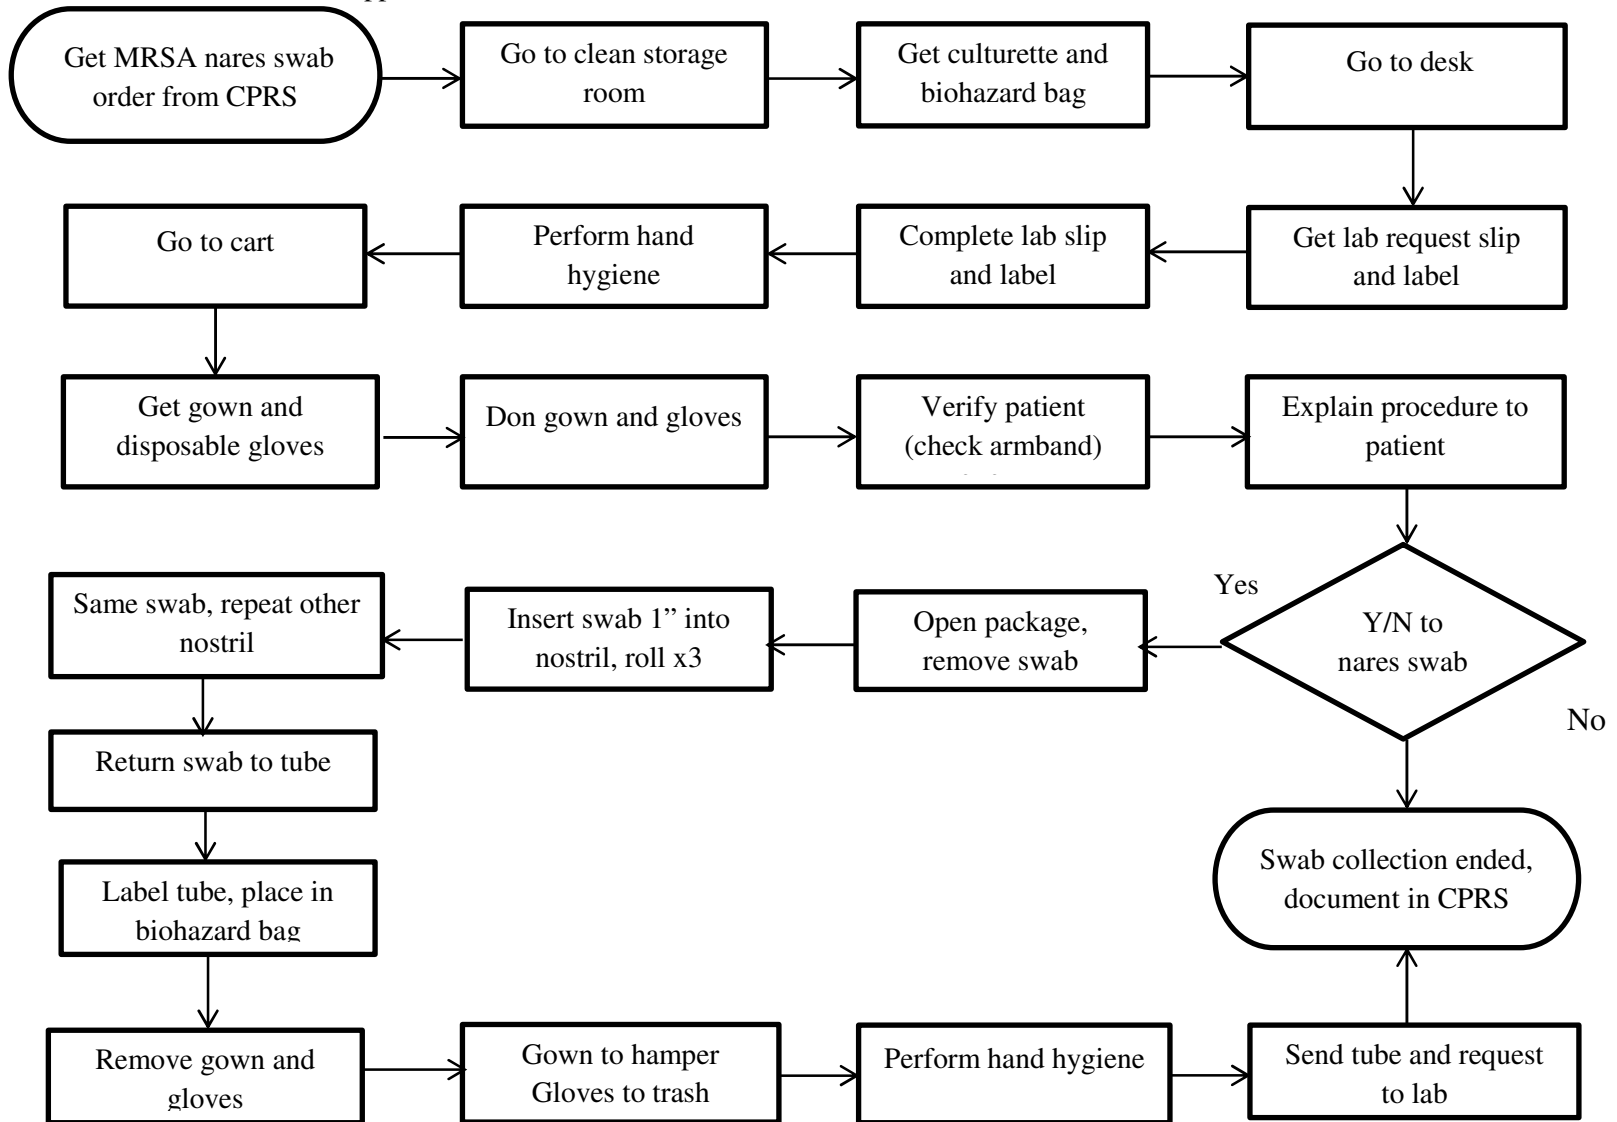 Get MRSA nares swab
order from CPRS
Go to clean storage
room
Get culturette and
biohazard bag
Go to desk
Go to cart
Perform hand
hygiene
Complete lab slip
and label
Get lab request slip
and label
Get gown and
disposable gloves
Don gown and gloves
Verify patient
(check armband)
Explain procedure to
patient
Same swab, repeat other
nostril
Insert swab 1” into
nostril, roll x3
Open package,
remove swab
Yes
Y/N to
nares swab
No
Return swab to tube
Label tube, place in
biohazard bag
Swab collection ended,
document in CPRS
Remove gown and
gloves
Gown to hamper
Gloves to trash
Perform hand hygiene
Send tube and request
to lab